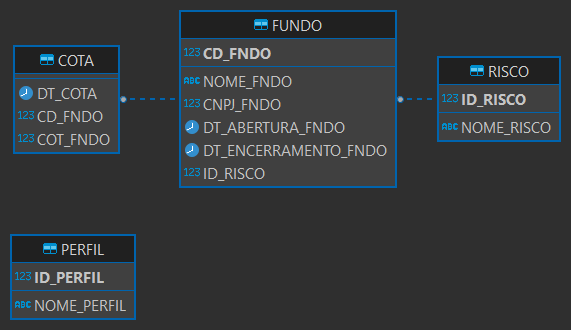 COTA
DT_COTA
123 CD_FNDO
123 COT_FNDO
FUNDO
123 CD_FNDO
ABC NOME_FNDO
123 CNPJ_FNDO
DT_ABERTURA_FNDO
DT_ENCERRAMENTO_FNDO
123 ID_RISCO
RISCO
123 ID_RISCO
ABC NOME_RISCO
PERFIL
123 ID_PERFIL
ABC NOME_PERFIL